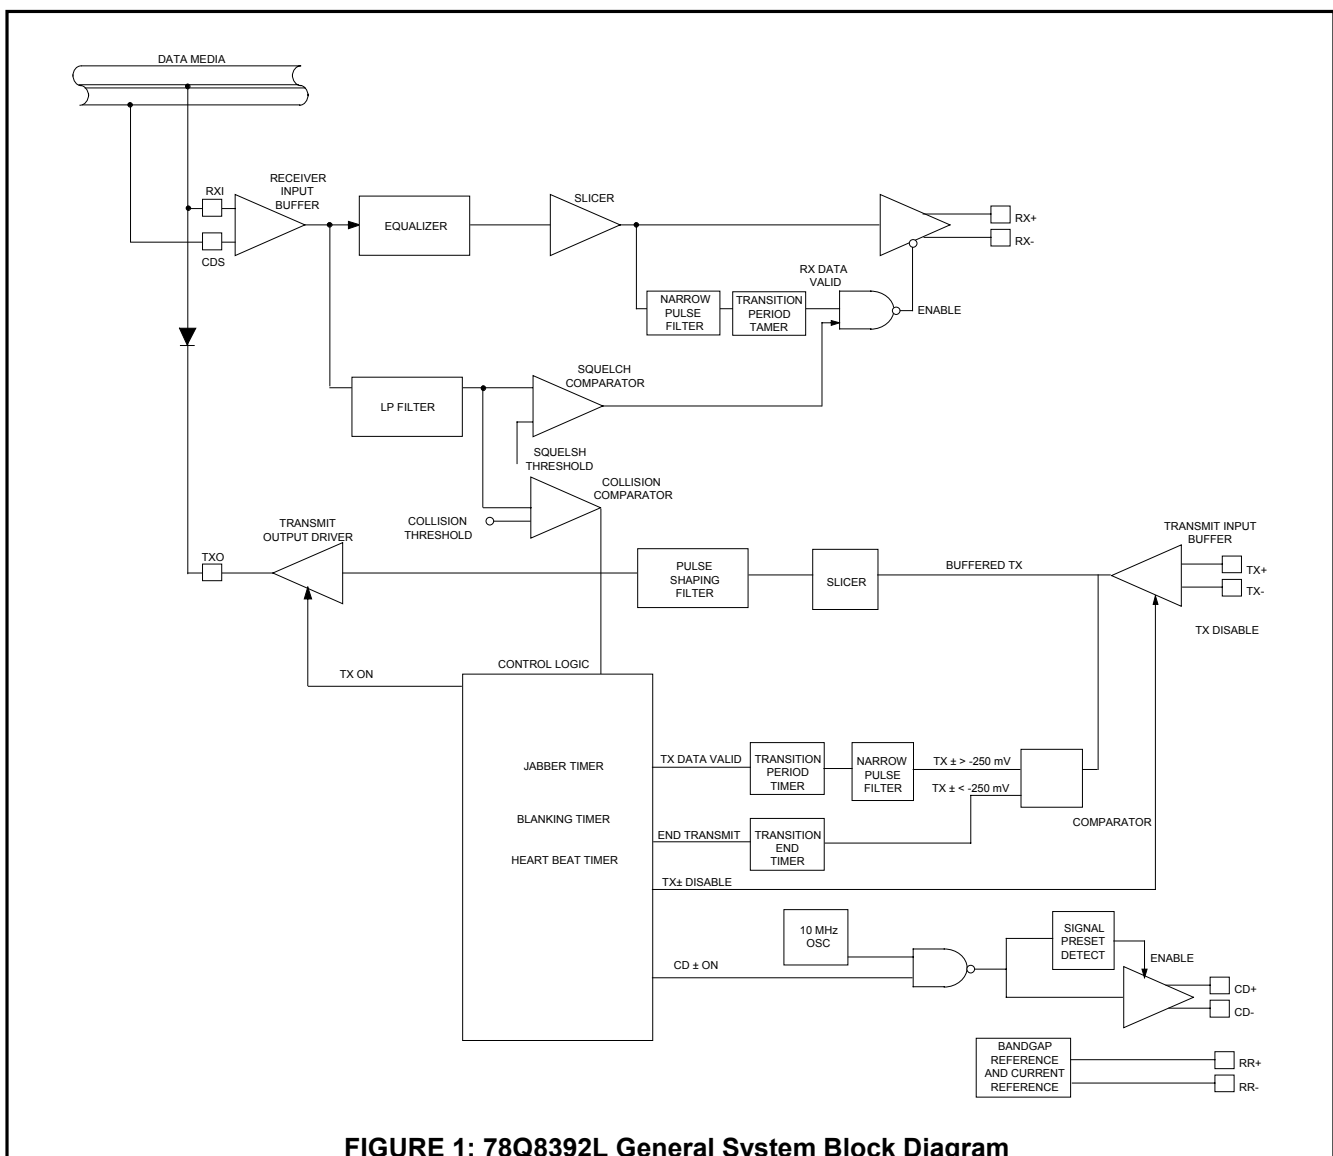 DATA MEDIA
RXI
RECEIVER
INPUT
BUFFER
CDS
EQUALIZER
SLICER
RX+
RX-
RX DATA
VALID
NARROW
PULSE
FILTER
TRANSITION
PERIOD
TAMER
ENABLE
LP FILTER
SQUELCH
COMPARATOR
SQUELSH
THRESHOLD
COLLISION
COMPARATOR
COLLISION
THRESHOLD
TRANSMIT
OUTPUT DRIVER
TXO
PULSE
SHAPING
FILTER
SLICER
BUFFERED TX
TRANSMIT INPUT
BUFFER
TX+
TX-
TX DISABLE
TX ON
CONTROL LOGIC
JABBER TIMER
BLANKING TIMER
HEART BEAT TIMER
TX DATA VALID
TRANSITION
PERIOD
TIMER
NARROW
PULSE
FILTER
TX ± > -250 mV
TX ± < -250 mV
COMPARATOR
END TRANSMIT
TRANSITION
END
TIMER
TX± DISABLE
10 MHz
OSC
CD ± ON
SIGNAL
PRESET
DETECT
ENABLE
CD+
CD-
BANDGAP
REFERENCE
AND CURRENT
REFERENCE
RR+
RR-
FIGURE 1: 78Q8392L General System Block Diagram